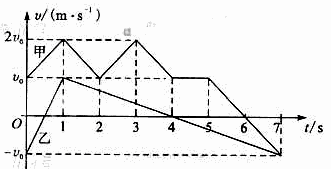 v/(m·s⁻¹)
2v₀
甲
v₀
O
1 2 3 4 5 6 7 t/s
乙
-v₀